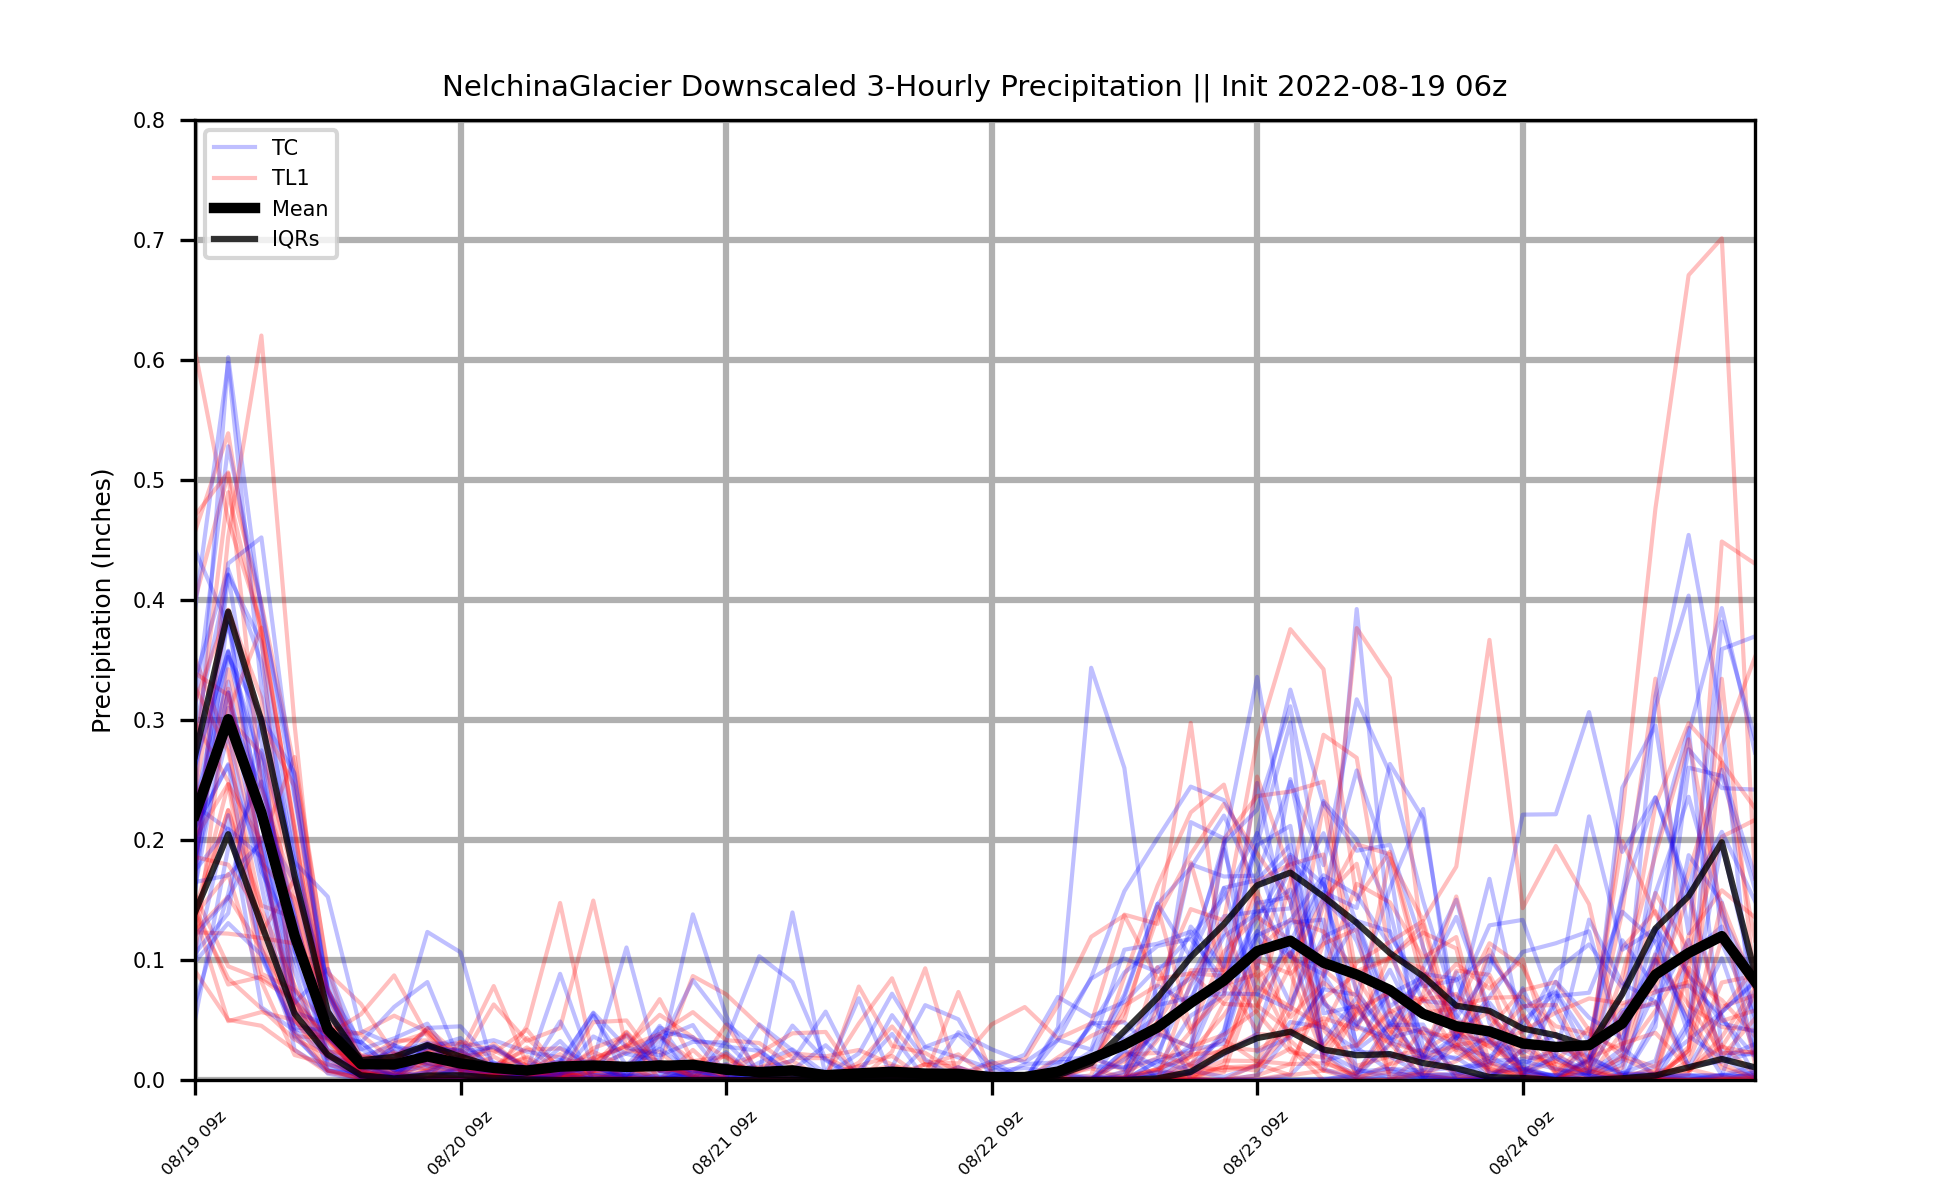 NelchinaGlacier Downscaled 3-Hourly Precipitation || Init 2022-08-19 06z
TC
TL1
Mean
IQRs
Precipitation (Inches)
0.8
0.7
0.6
0.5
0.4
0.3
0.2
0.1
0.0
08/19 09z
08/20 09z
08/21 09z
08/22 09z
08/23 09z
08/24 09z